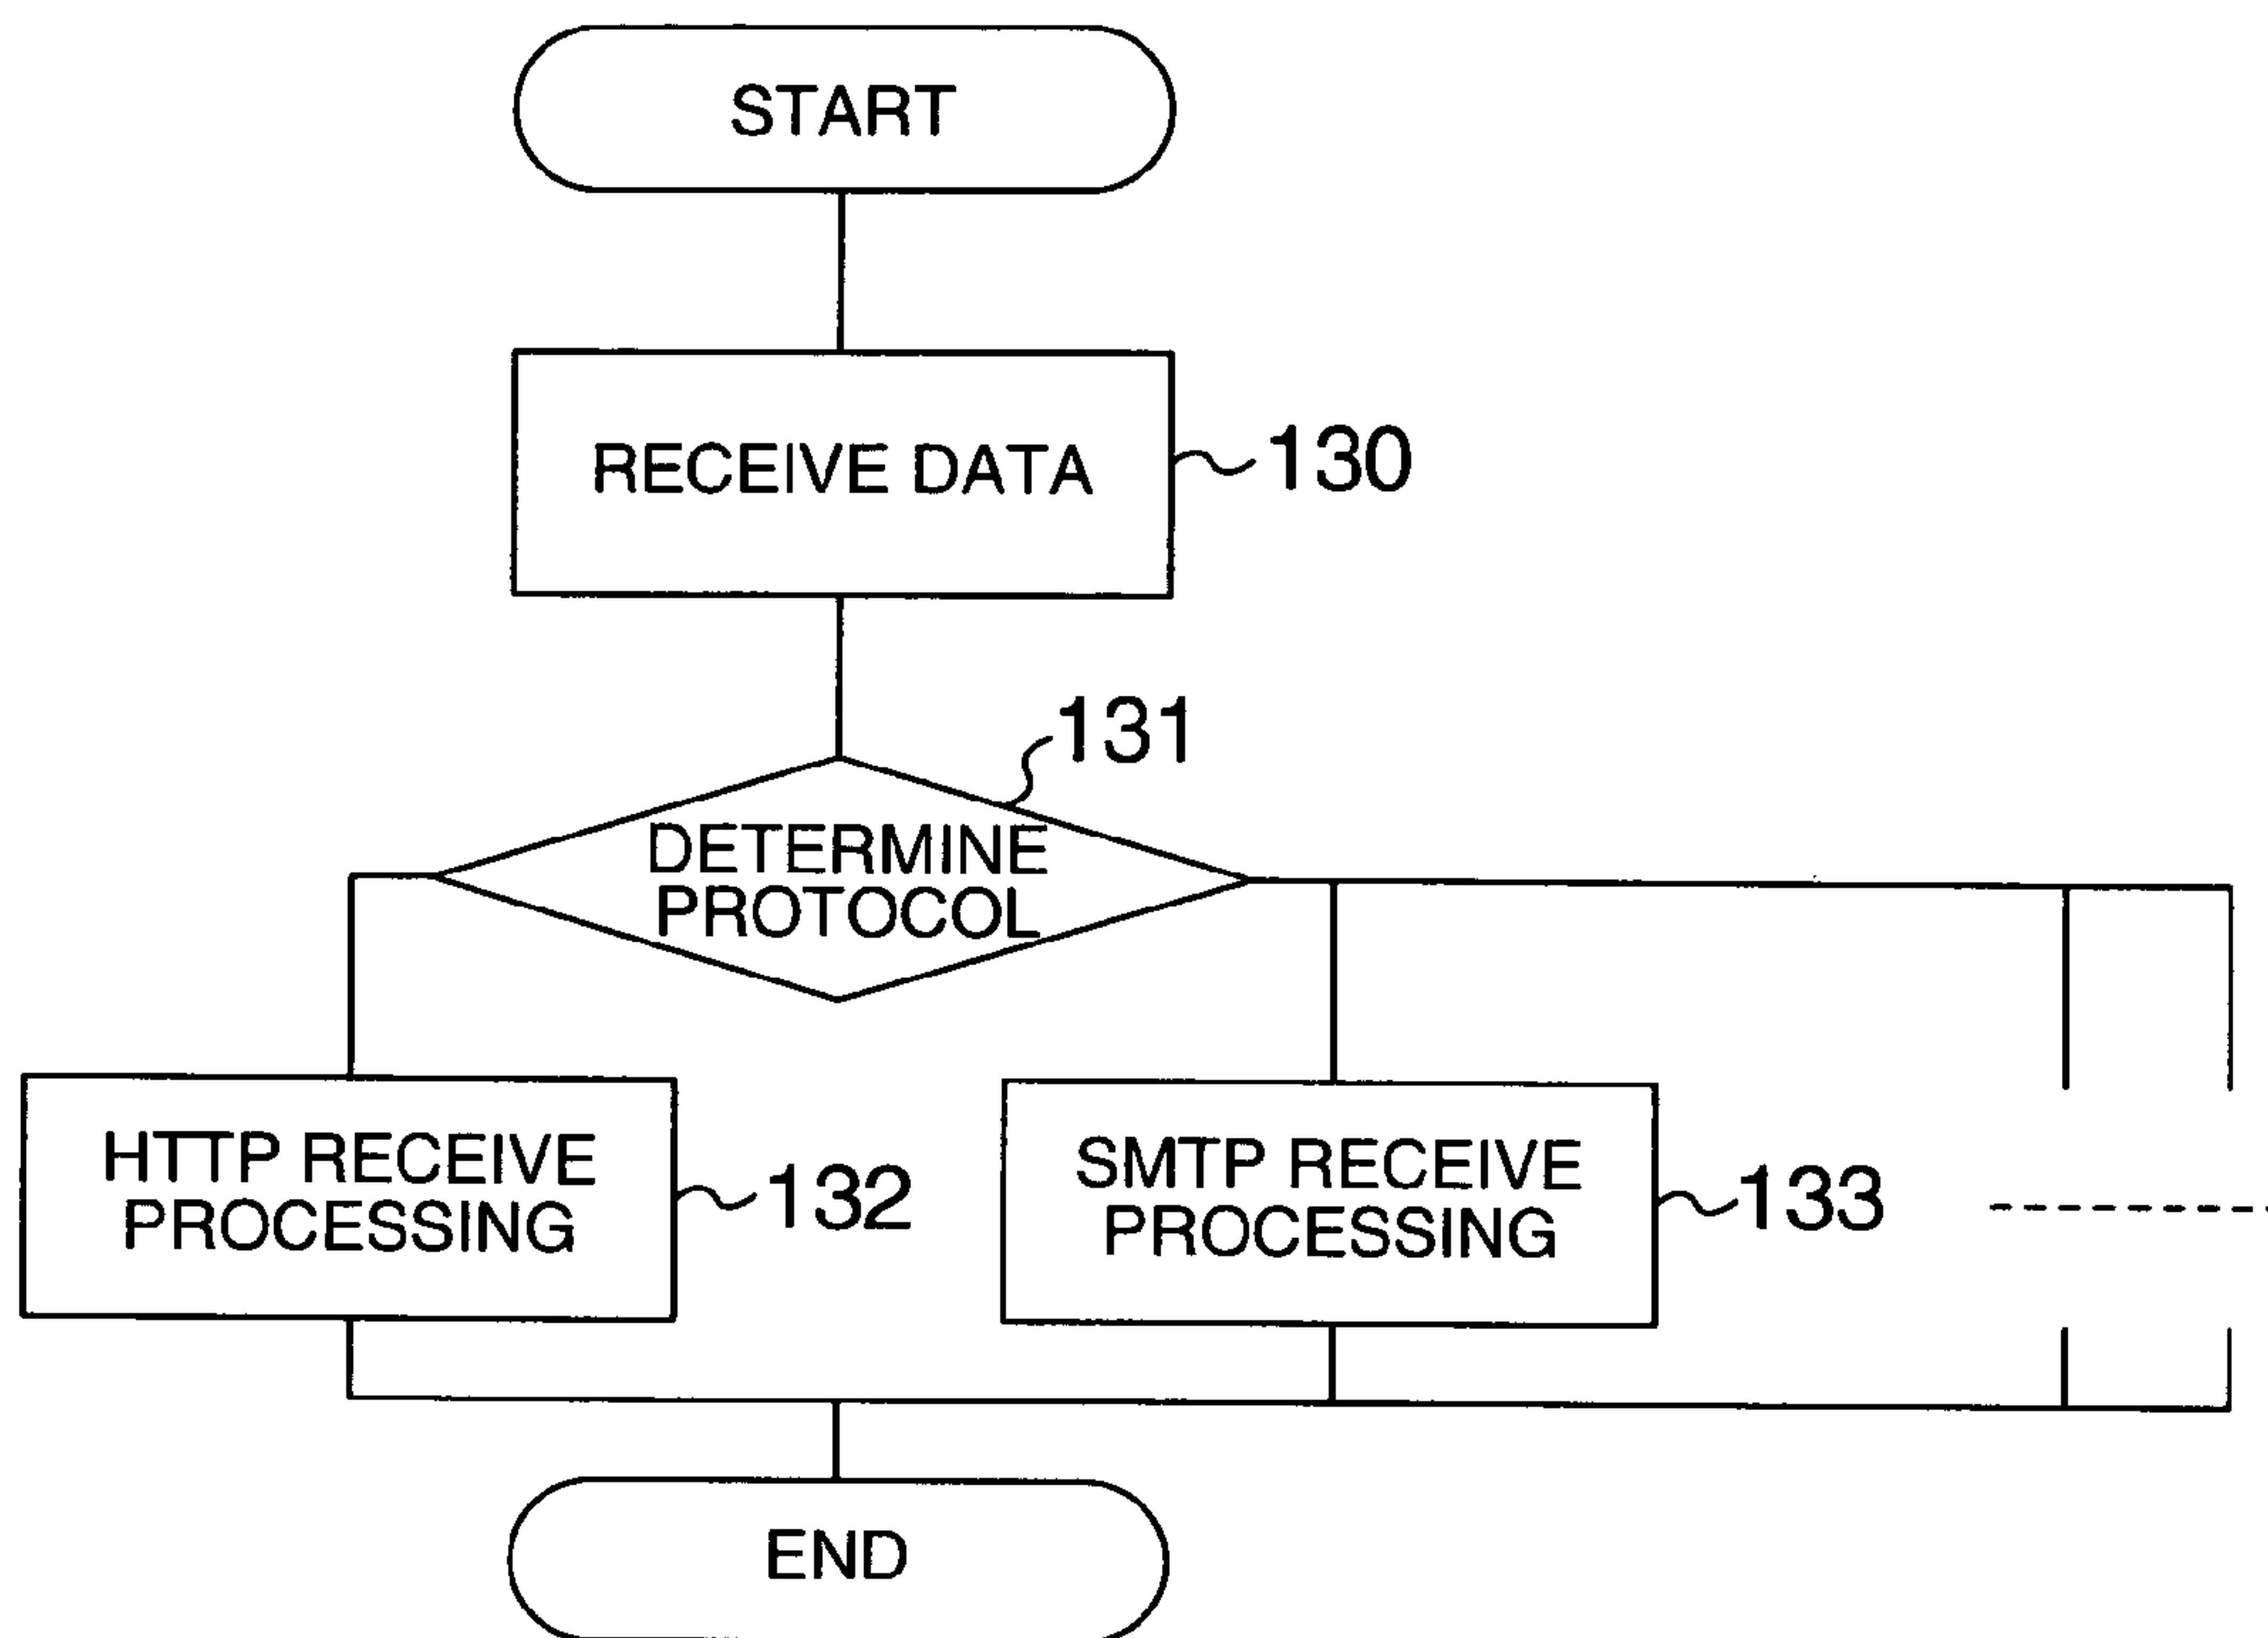 START
RECEIVE DATA
130
131
DETERMINE
PROTOCOL
HTTP RECEIVE
PROCESSING
132
SMTP RECEIVE
PROCESSING
133
END